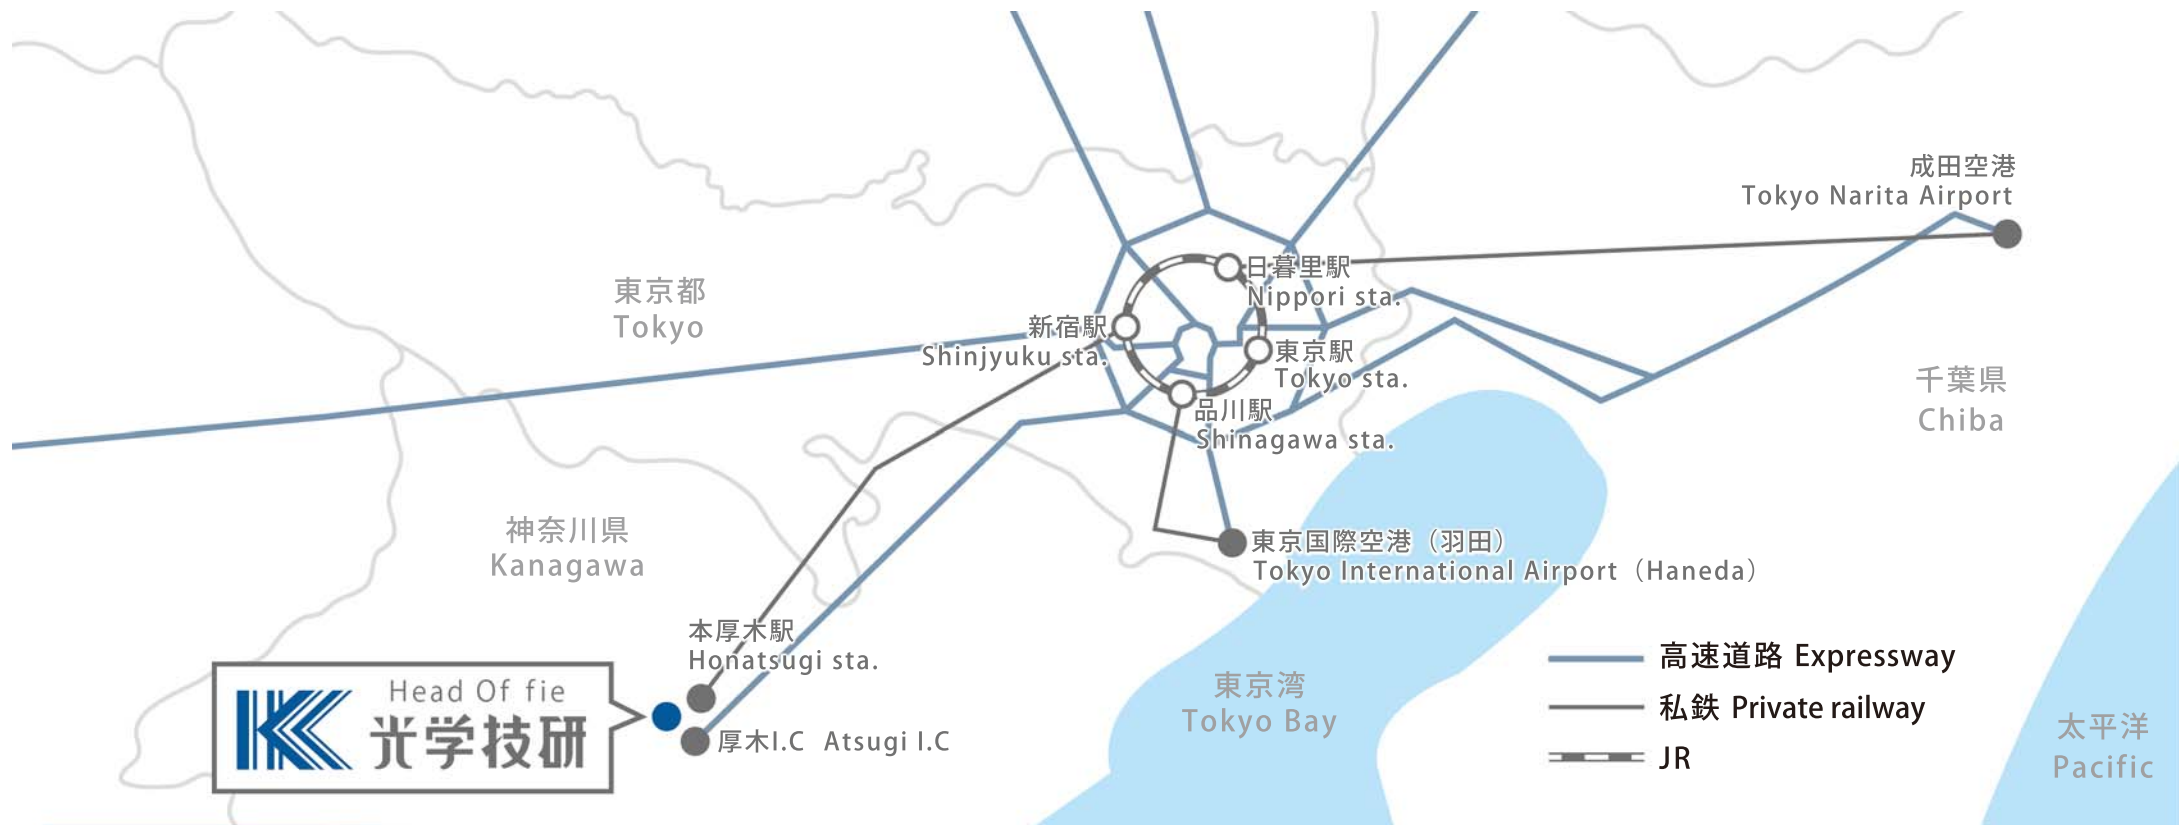 成田空港
Tokyo Narita Airport
東京都
Tokyo
日暮里駅
Nippori sta.
新宿駅
Shinjyuku sta.
東京駅
Tokyo sta.
品川駅
Shinagawa sta.
千葉県
Chiba
神奈川県
Kanagawa
東京国際空港（羽田）
Tokyo International Airport（Haneda）
本厚木駅
Honatsugi sta.
Head Of fie
光学技研
厚木I.C Atsugi I.C
東京湾
Tokyo Bay
高速道路 Expressway
私鉄 Private railway
JR
太平洋
Pacific